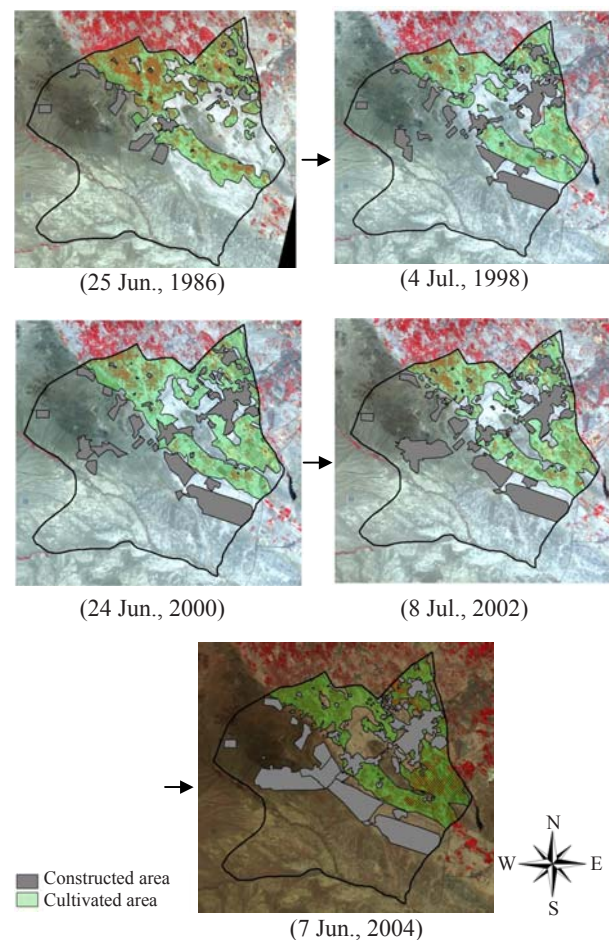 (25 Jun., 1986)
(4 Jul., 1998)
(24 Jun., 2000)
(8 Jul., 2002)
Constructed area
Cultivated area
(7 Jun., 2004)
N
W E
S